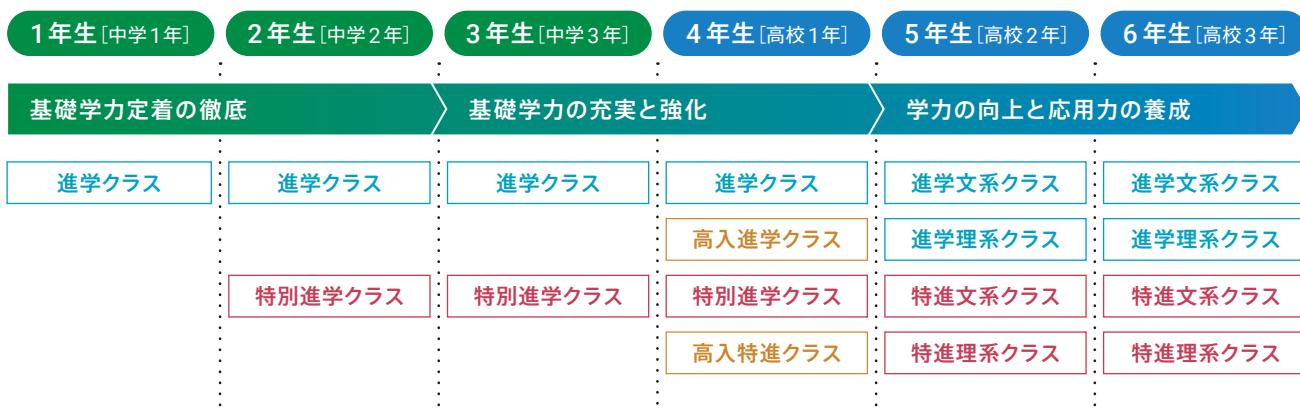 1年生[中学1年] 2年生[中学2年] 3年生[中学3年] 4年生[高校1年] 5年生[高校2年] 6年生[高校3年]
基礎学力定着の徹底 基礎学力の充実と強化 学力の向上と応用力の養成
進学クラス 進学クラス 進学クラス 進学クラス 進学文系クラス 進学文系クラス
高入進学クラス 進学理系クラス 進学理系クラス
特別進学クラス 特別進学クラス 特別進学クラス 特進文系クラス 特進文系クラス
高入特進クラス 特進理系クラス 特進理系クラス